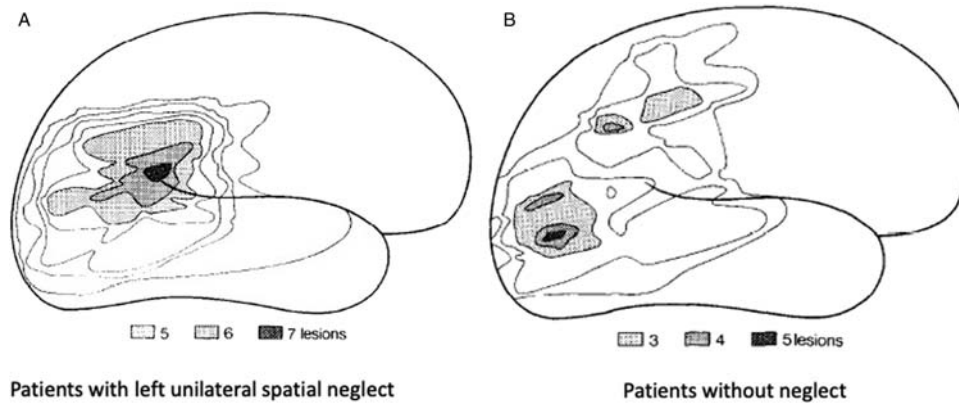 A
B
5 6 7 lesions
3 4 5 lesions
Patients with left unilateral spatial neglect
Patients without neglect